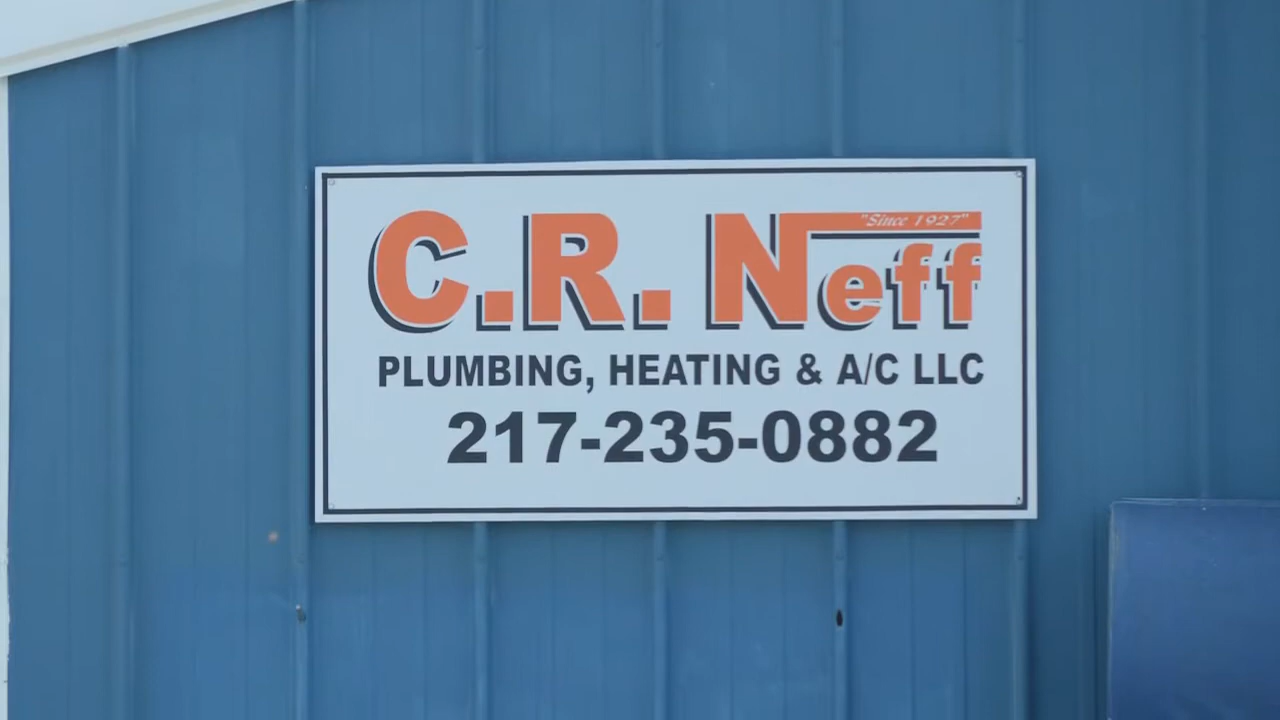 "Since 1927"
C.R. Neff
PLUMBING, HEATING & A/C LLC
217-235-0882